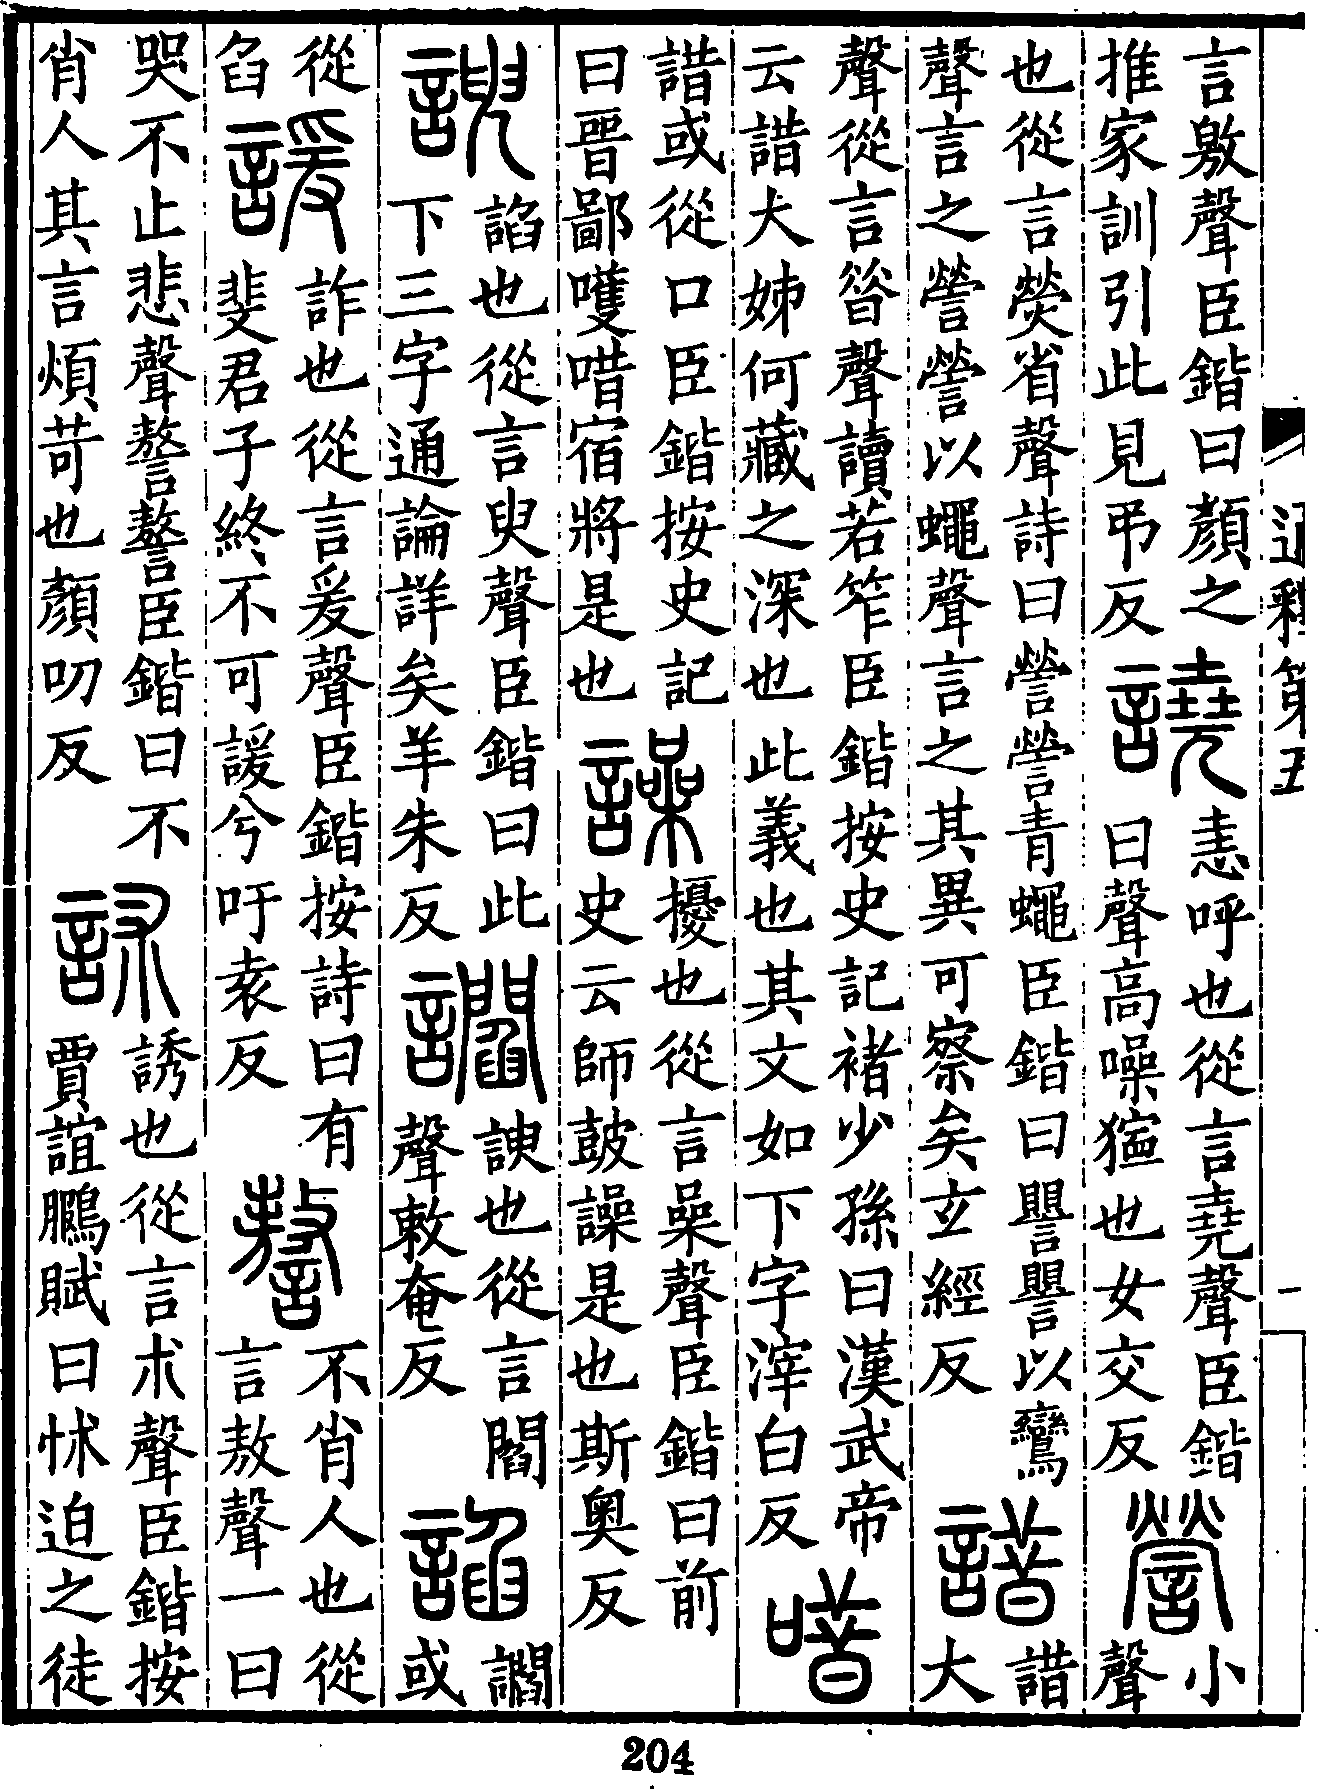 通釋第五 一
言敫聲臣鍇曰顏之
推家訓引此見弔反
譊
恚呼也從言堯聲臣鍇
曰聲高噪獰也女交反
謍
小
聲
也從言熒省聲詩曰謍謍青蠅臣鍇曰譻譻以鸞
聲言之謍謍以蠅聲言之其異可察矣玄經反
諎
諎
大
聲從言㫺聲讀若笮臣鍇按史記褚少孫曰漢武帝
云諎大姊何藏之深也此義也其文如下字滓白反
唶
諎或從口臣鍇按史記
曰晉鄙嚄唶宿將是也
譟
擾也從言喿聲臣鍇曰前
史云師鼓譟是也斯奧反
諛
諂也從言臾聲臣鍇曰此
下三字通論詳矣羊朱反
讇
諛也從言閻
聲敕奄反
諂
讇
或
從
臽
諼
詐也從言爰聲臣鍇按詩曰有
斐君子終不可諼兮吁袁反
謷
不肖人也從
言敖聲一曰
哭不止悲聲謷謷臣鍇曰不
肖人其言煩苛也顏叨反
訹
誘也從言朮聲臣鍇按
賈誼鵬賦曰怵迫之徒
204